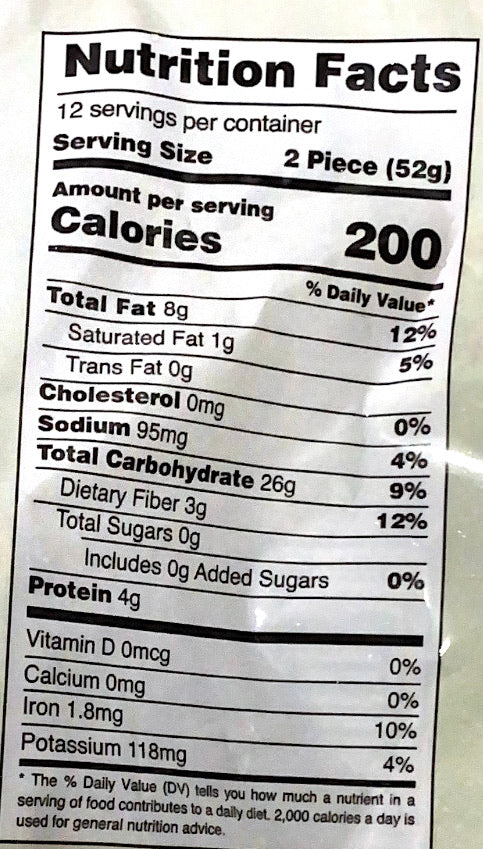 Nutrition Facts
12 servings per container
Serving Size 2 Piece (52g)
Amount per serving
Calories 200
% Daily Value*
Total Fat 8g 12%
Saturated Fat 1g 5%
Trans Fat 0g
Cholesterol 0mg 0%
Sodium 95mg 4%
Total Carbohydrate 26g 9%
Dietary Fiber 3g 12%
Total Sugars 0g
Includes 0g Added Sugars 0%
Protein 4g
Vitamin D 0mcg 0%
Calcium 0mg 0%
Iron 1.8mg 10%
Potassium 118mg 4%
* The % Daily Value (DV) tells you how much a nutrient in a
serving of food contributes to a daily diet. 2,000 calories a day is
used for general nutrition advice.